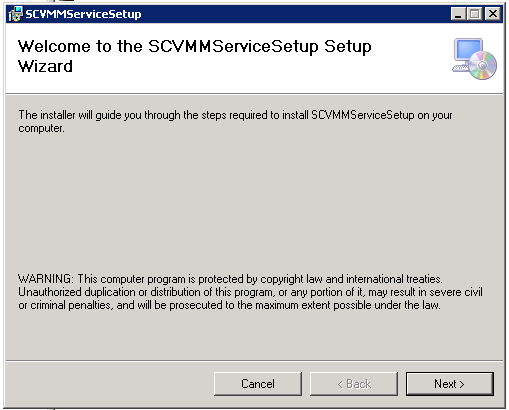 SCVMMServiceSetup
Welcome to the SCVMMServiceSetup Setup
Wizard
The installer will guide you through the steps required to install SCVMMServiceSetup on your
computer.
WARNING: This computer program is protected by copyright law and international treaties.
Unauthorized duplication or distribution of this program, or any portion of it, may result in severe civil
or criminal penalties, and will be prosecuted to the maximum extent possible under the law.
Cancel < Back Next >